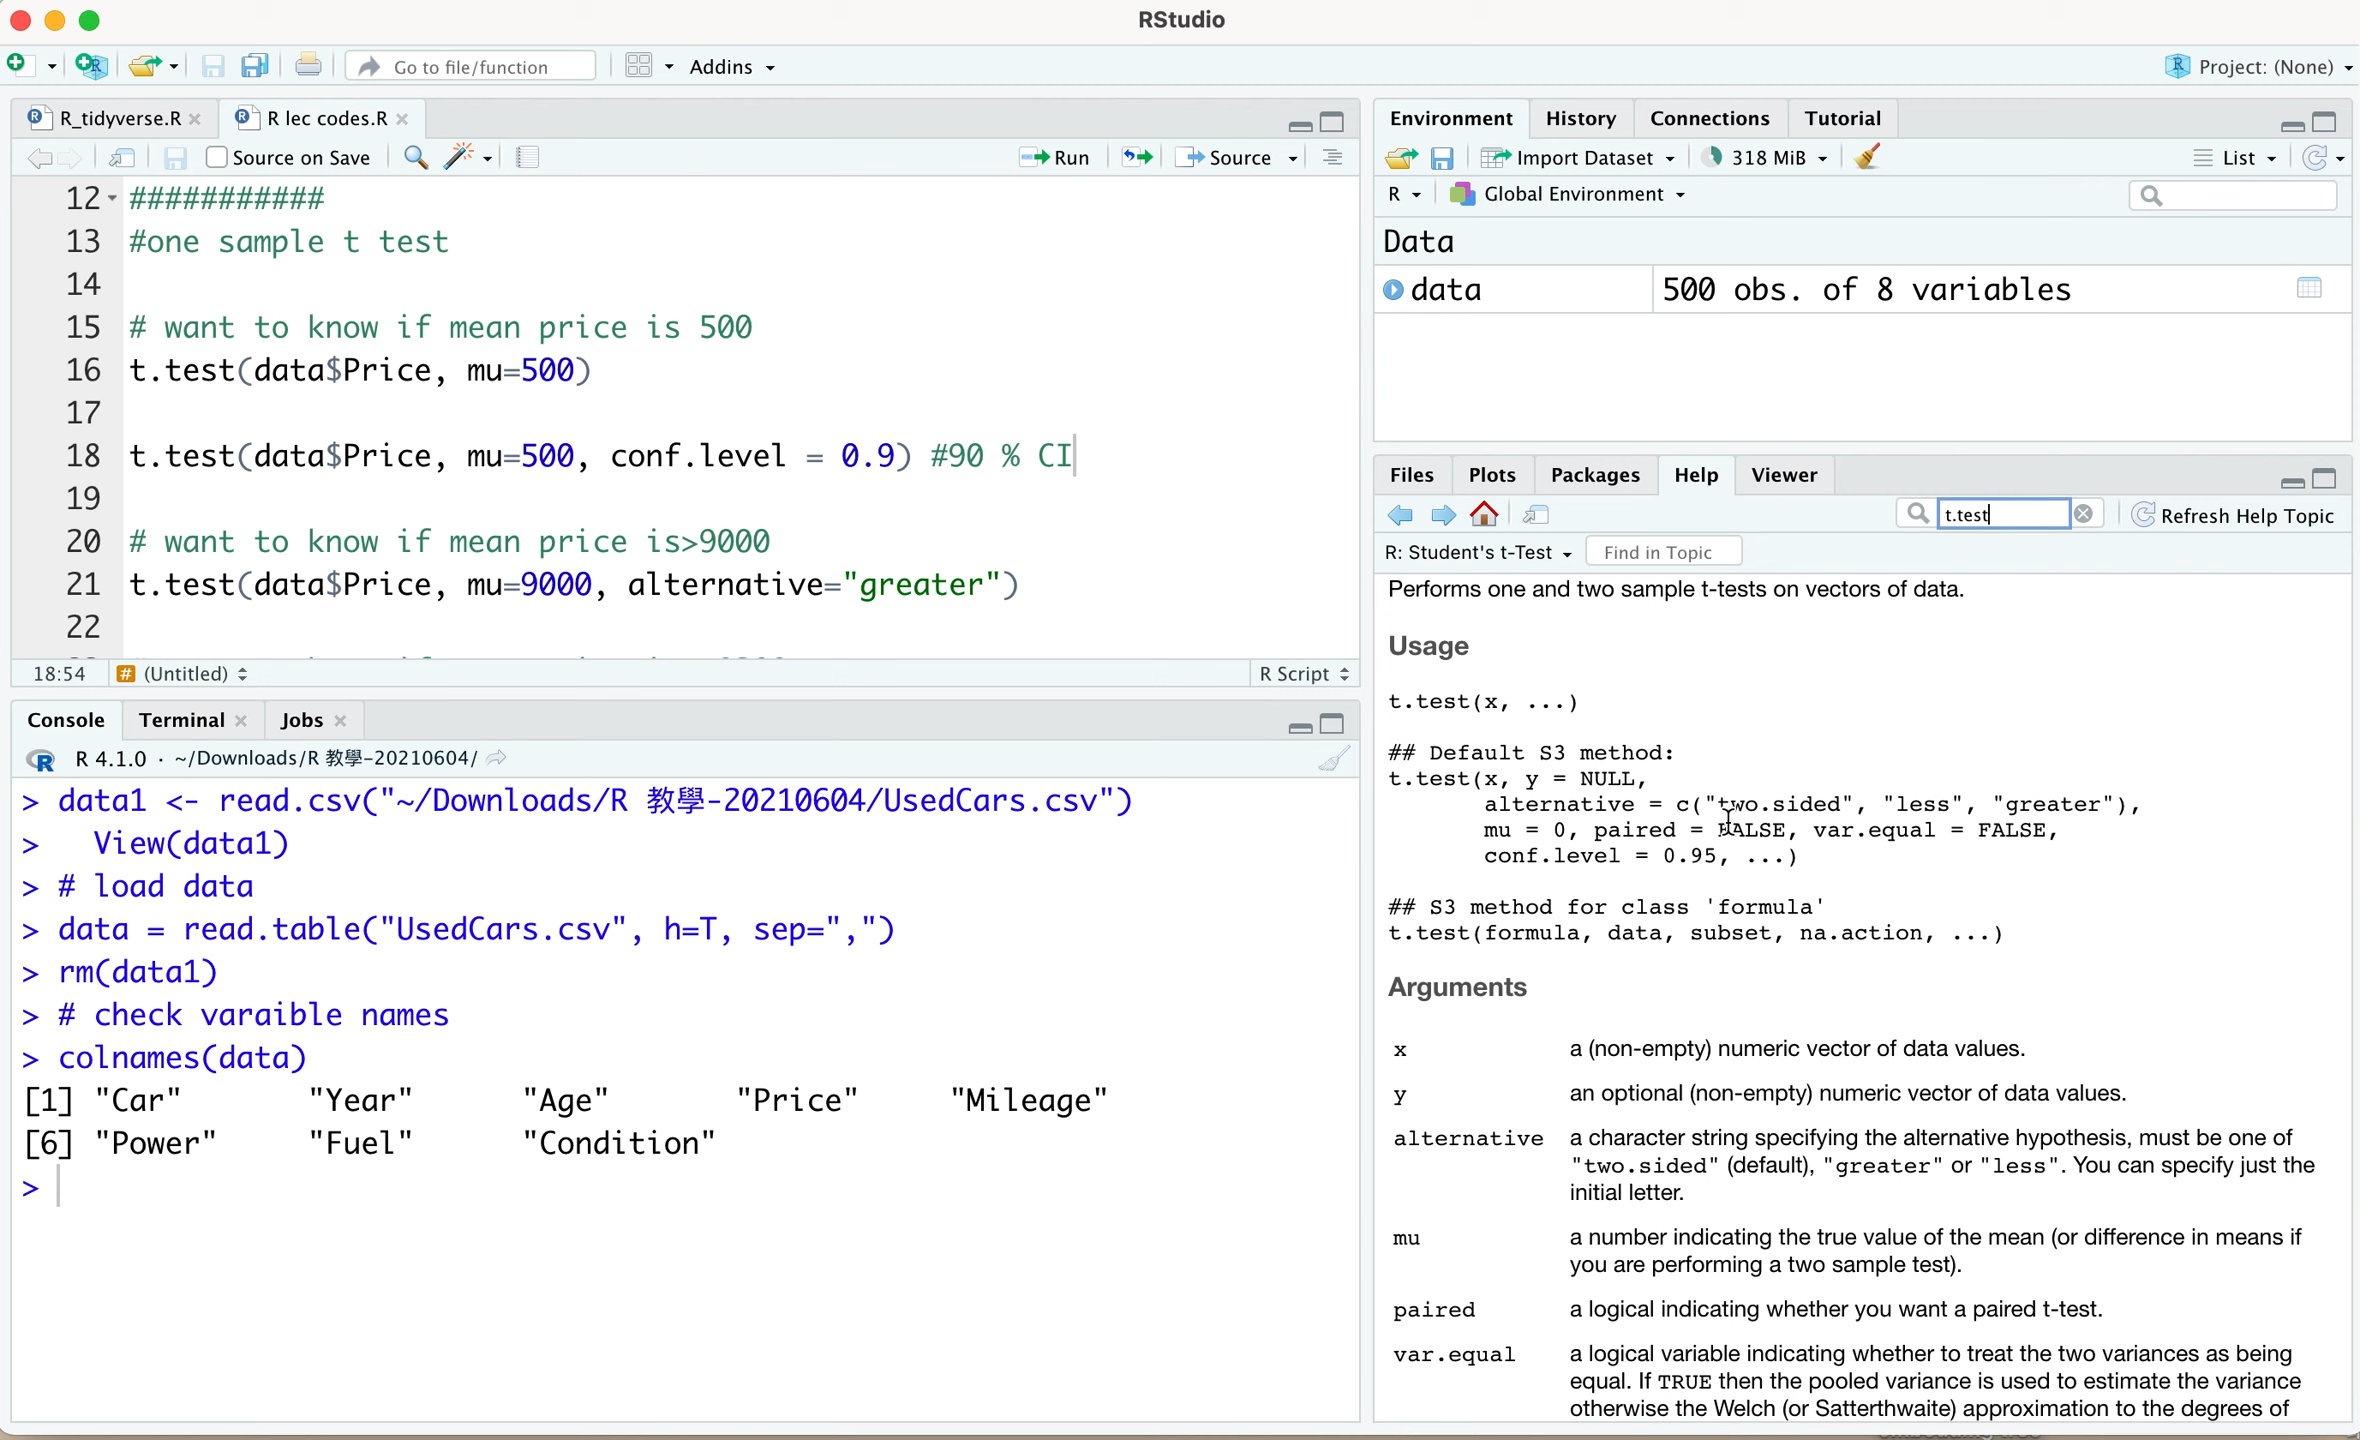 RStudio
Go to file/function
Addins
Project: (None)
R_tidyverse.R
R lec codes.R
Source on Save
Run
Source
12 ###########
13 #one sample t test
14
15 # want to know if mean price is 500
16 t.test(data$Price, mu=500)
17
18 t.test(data$Price, mu=500, conf.level = 0.9) #90 % CI
19
20 # want to know if mean price is>9000
21 t.test(data$Price, mu=9000, alternative="greater")
22
18:54 # (Untitled) R Script
Console Terminal Jobs
R 4.1.0 · ~/Downloads/R 教學-20210604/
> data1 <- read.csv("~/Downloads/R 教學-20210604/UsedCars.csv")
>   View(data1)
> # load data
> data = read.table("UsedCars.csv", h=T, sep=",")
> rm(data1)
> # check varaible names
> colnames(data)
[1] "Car" "Year" "Age" "Price" "Mileage"
[6] "Power" "Fuel" "Condition"
>
Environment History Connections Tutorial
Import Dataset 318 MiB List
R Global Environment
Data
data 500 obs. of 8 variables
Files Plots Packages Help Viewer
t.test Refresh Help Topic
R: Student's t-Test Find in Topic
Performs one and two sample t-tests on vectors of data.
Usage
t.test(x, ...)
## Default S3 method:
t.test(x, y = NULL,
alternative = c("two.sided", "less", "greater"),
mu = 0, paired = FALSE, var.equal = FALSE,
conf.level = 0.95, ...)
## S3 method for class 'formula'
t.test(formula, data, subset, na.action, ...)
Arguments
x a (non-empty) numeric vector of data values.
y an optional (non-empty) numeric vector of data values.
alternative a character string specifying the alternative hypothesis, must be one of
"two.sided" (default), "greater" or "less". You can specify just the
initial letter.
mu a number indicating the true value of the mean (or difference in means if
you are performing a two sample test).
paired a logical indicating whether you want a paired t-test.
var.equal a logical variable indicating whether to treat the two variances as being
equal. If TRUE then the pooled variance is used to estimate the variance
otherwise the Welch (or Satterthwaite) approximation to the degrees of